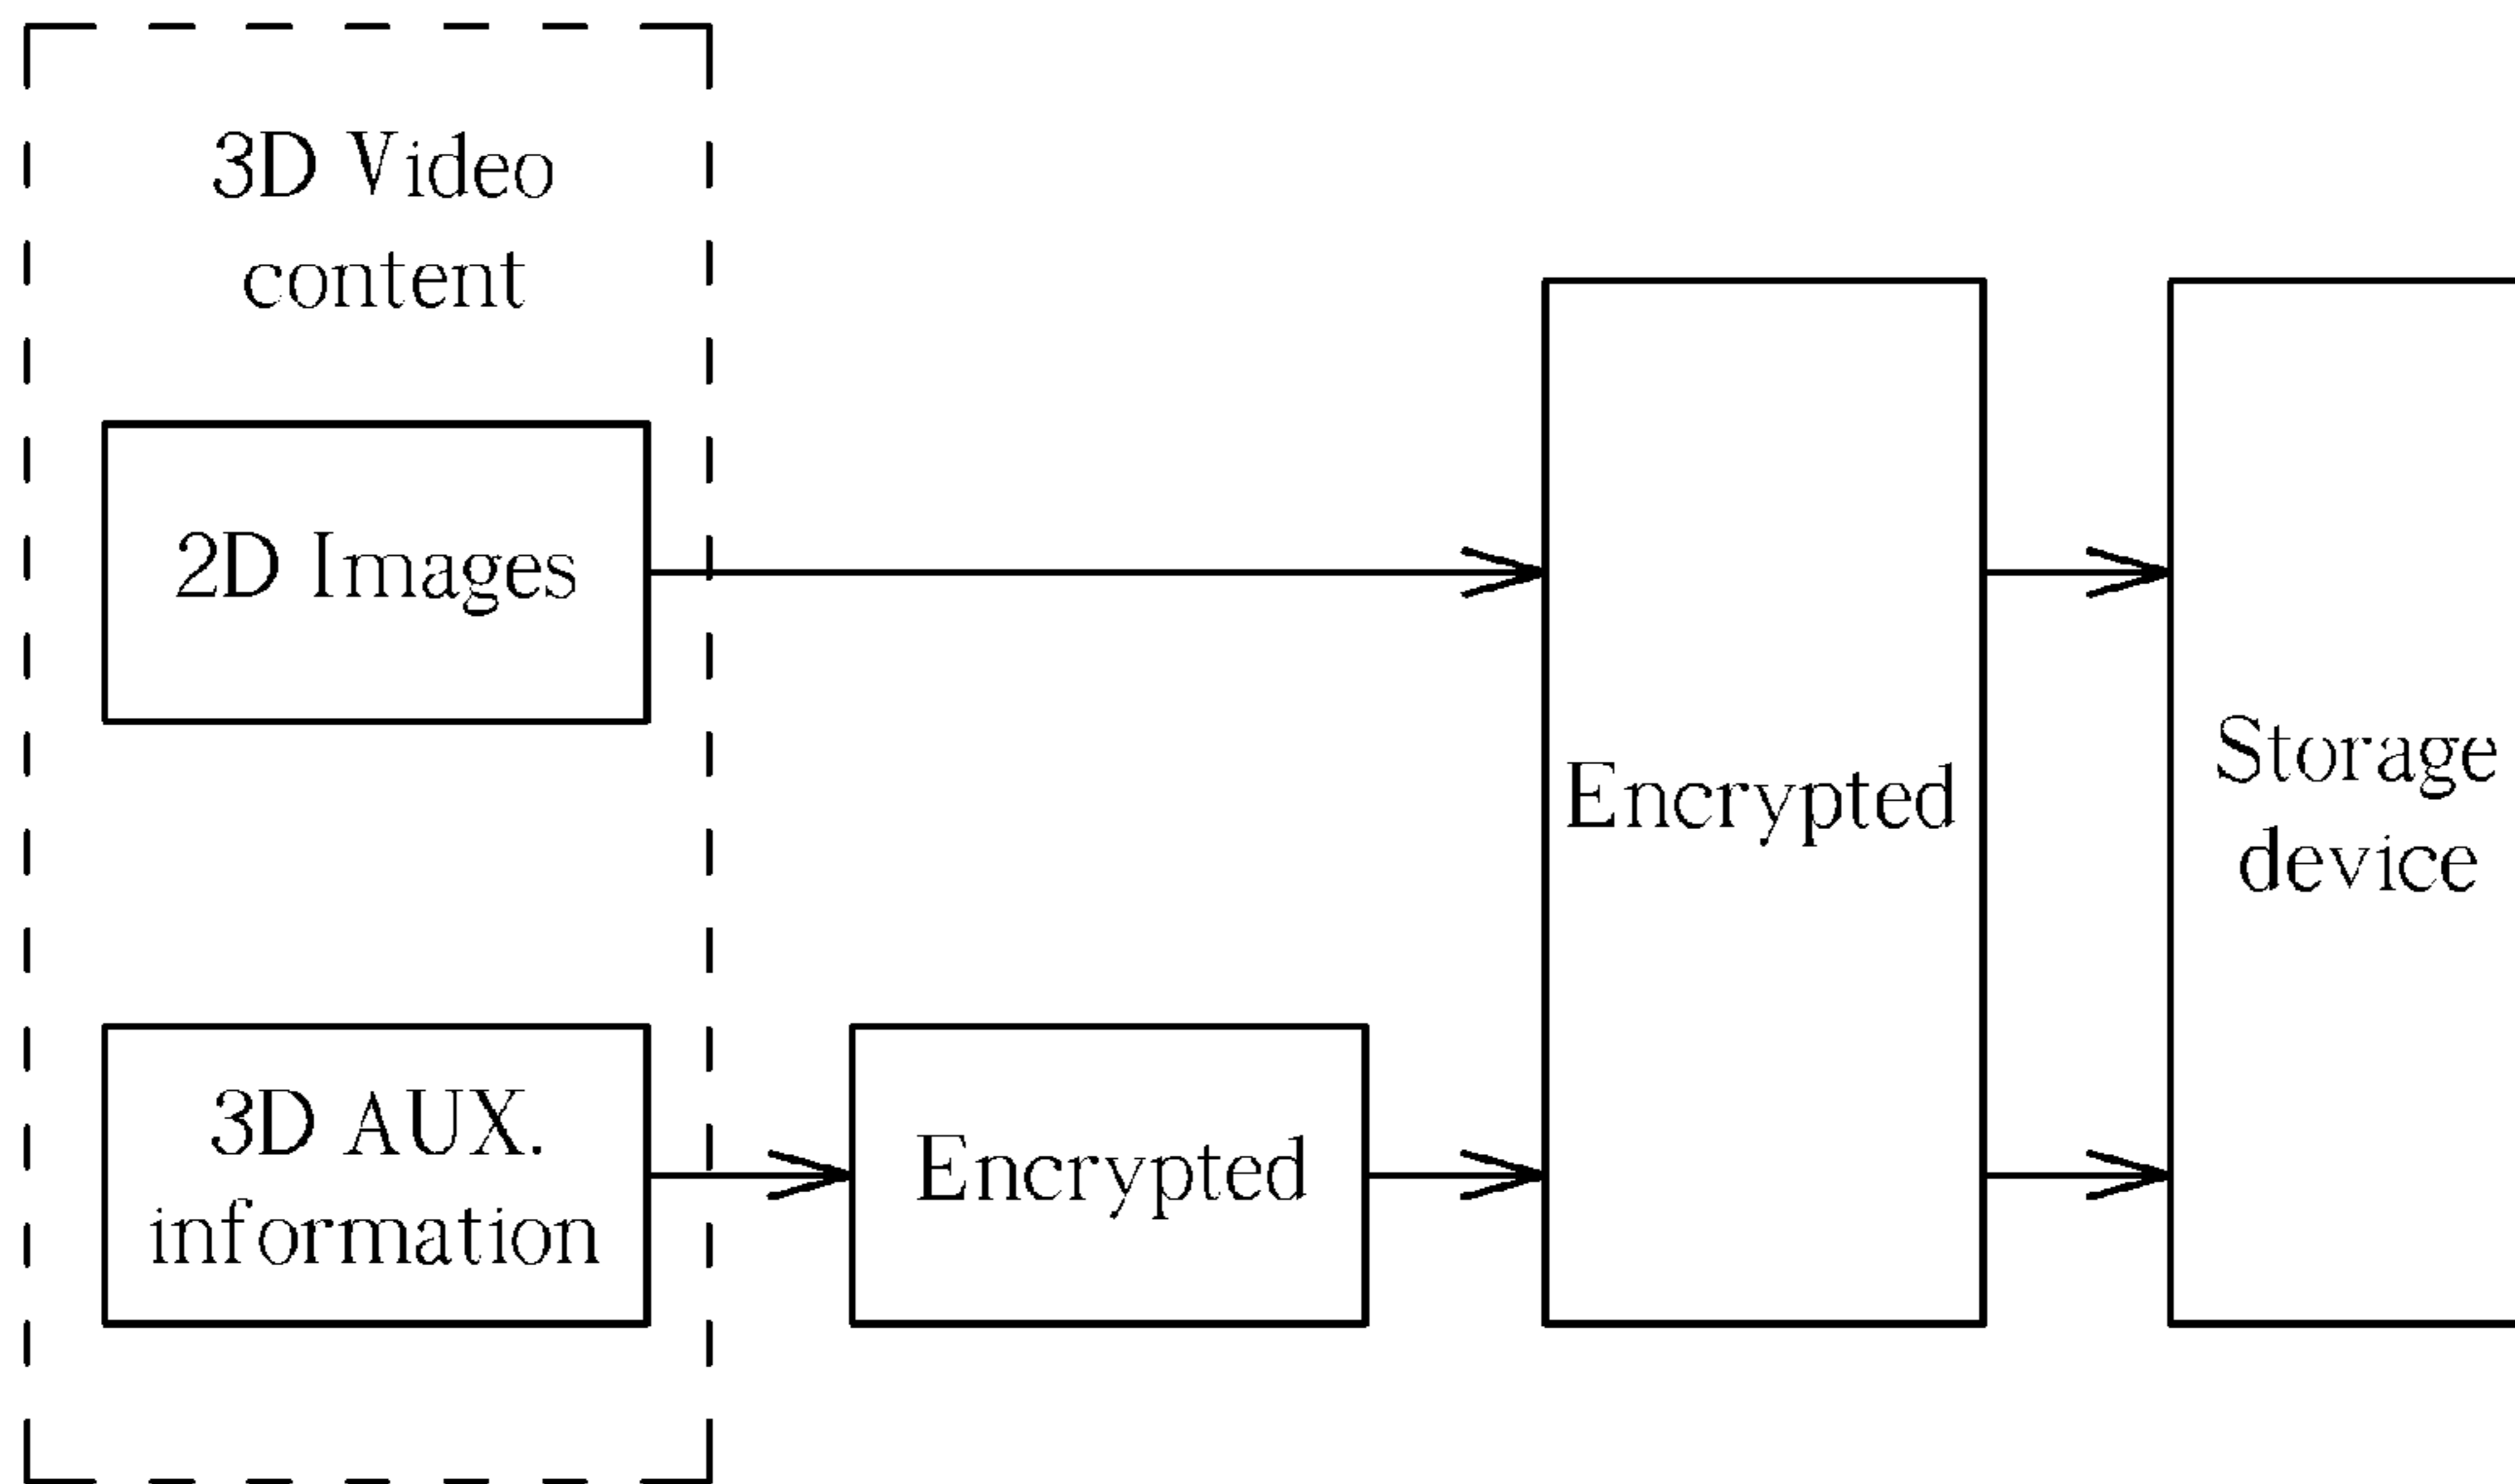 3D Video
content
2D Images
3D AUX.
information
Encrypted
Encrypted
Storage
device